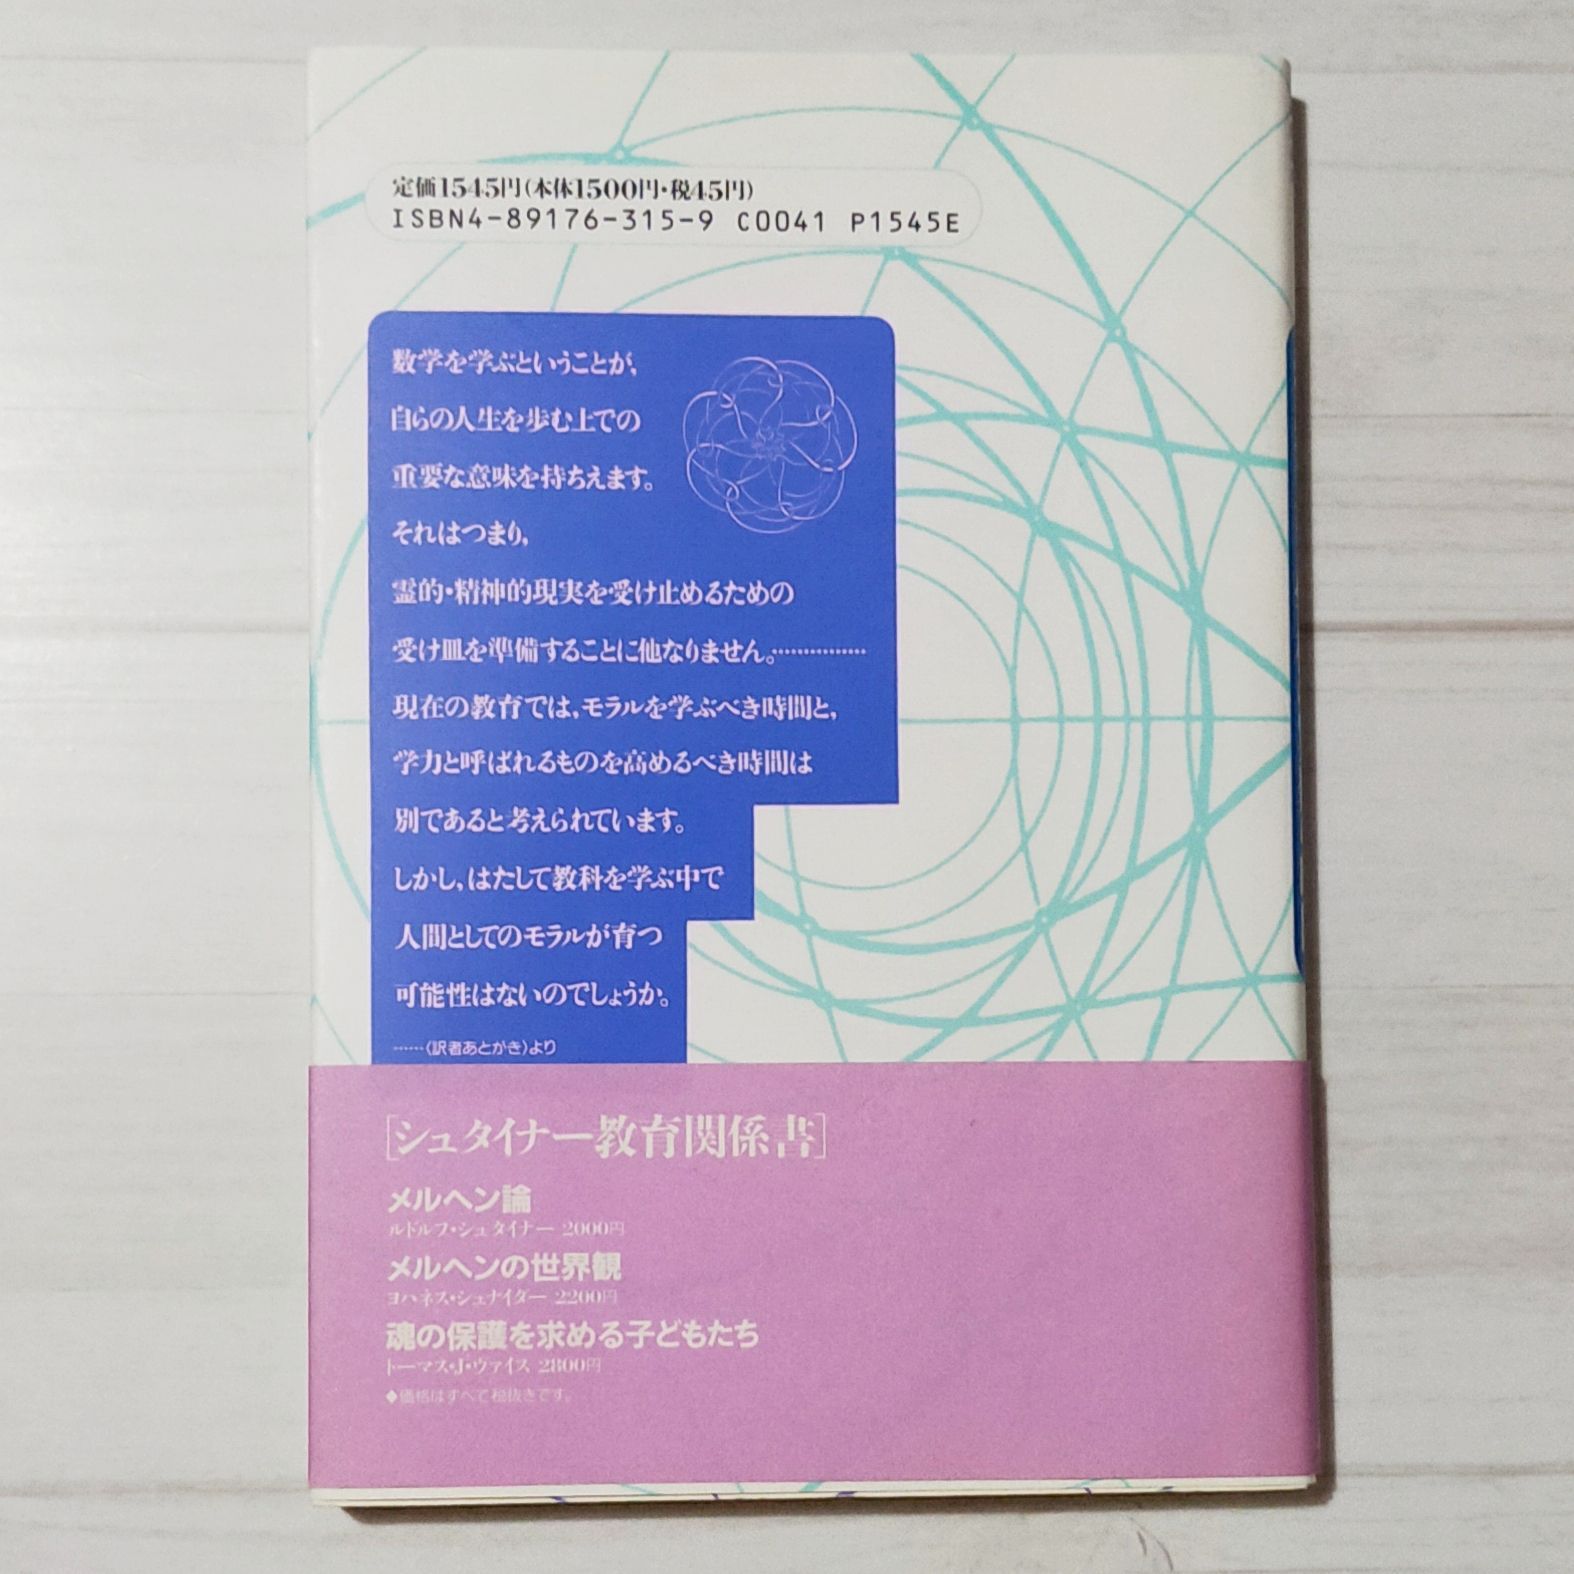 定価1545円(本体1500円・税45円)
ISBN4-89176-315-9 C0041 P1545E
数学を学ぶということが,
自らの人生を歩む上での
重要な意味を持ちえます。
それはつまり,
霊的・精神的現実を受け止めるための
受け皿を準備することに他なりません。……………
現在の教育では,モラルを学ぶべき時間と,
学力と呼ばれるものを高めるべき時間は
別であると考えられています。
しかし,はたして教科を学ぶ中で
人間としてのモラルが育つ
可能性はないのでしょうか。
……〈訳者あとがき〉より
[シュタイナー教育関係書]
メルヘン論
ルドルフ・シュタイナー 2000円
メルヘンの世界観
ヨハネス・シュナイダー 2200円
魂の保護を求める子どもたち
トーマス・J・ヴァイス 2800円
◆価格はすべて税抜きです。